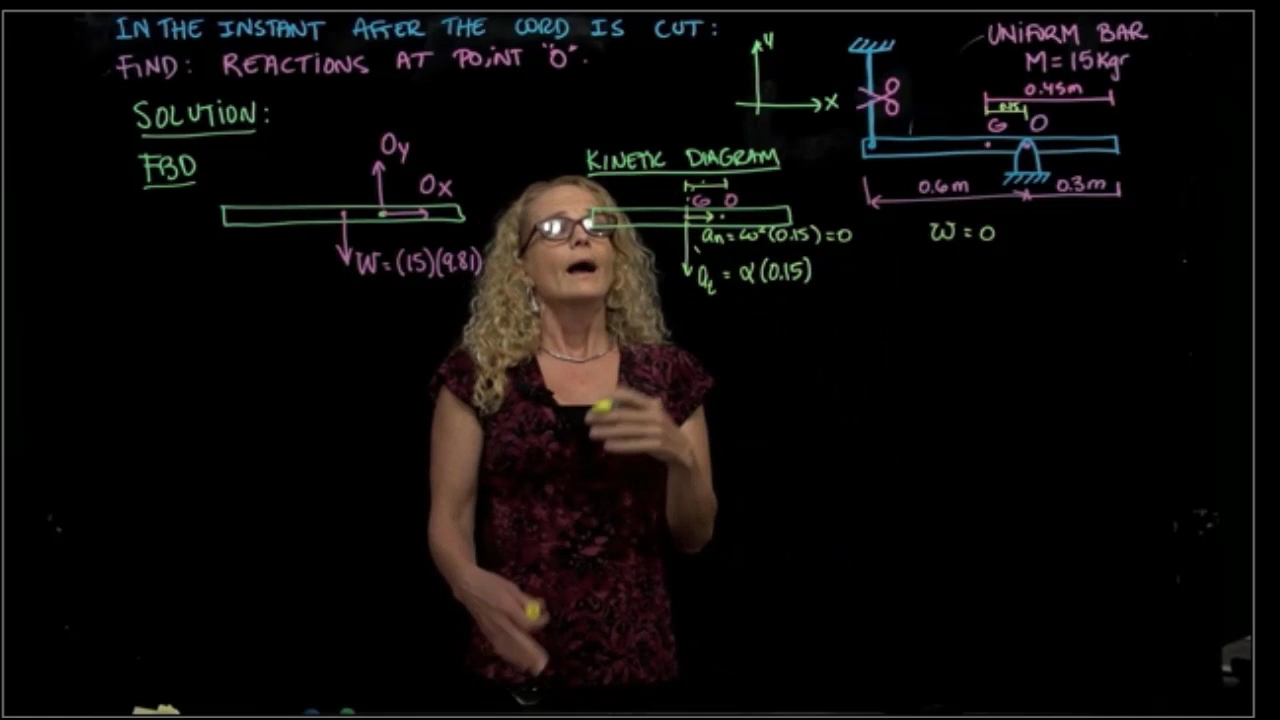 IN THE INSTANT AFTER THE CORD IS CUT:
FIND: REACTIONS AT POINT "O".
SOLUTION:
FBD
Oy
Ox
W=(15)(9.81)
Y
X
KINETIC DIAGRAM
G O
an=ω²(0.15)=0
at = α(0.15)
UNIFORM BAR
M=15Kgr
0.45m
0.15
G O
0.6m
0.3m
ω=0